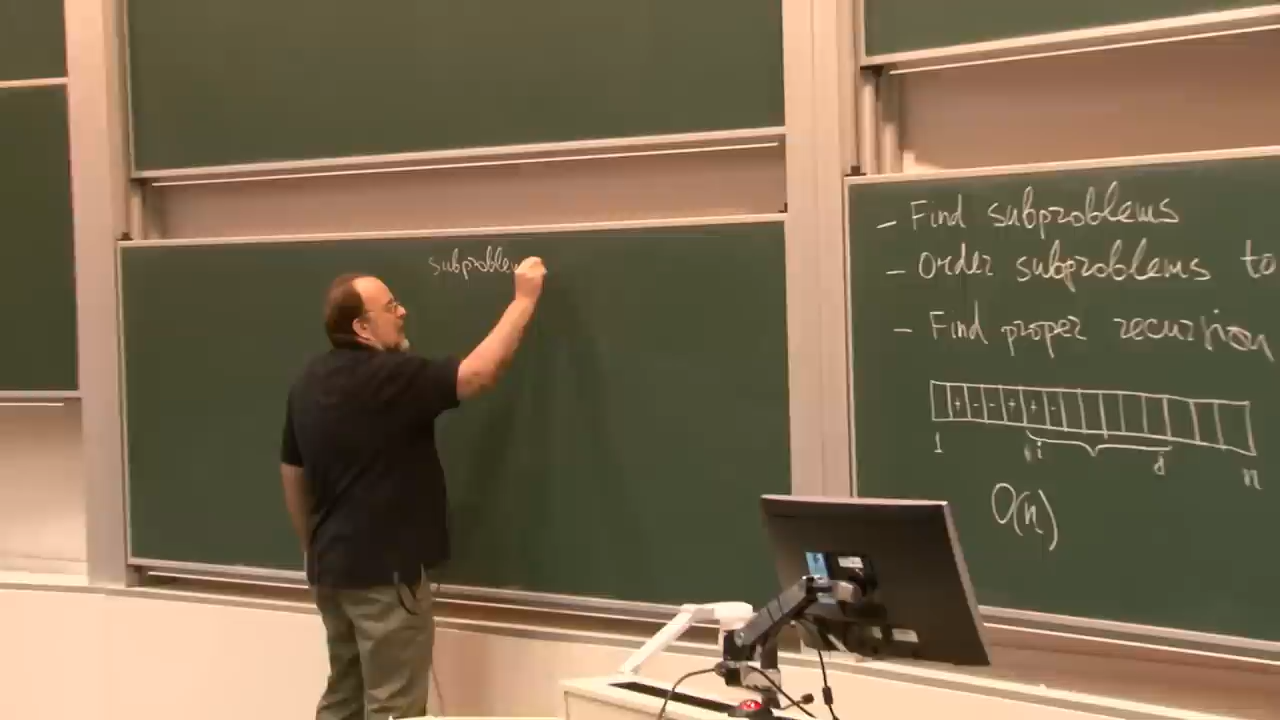 subproblem
- Find subproblems
- Order subproblems to
- Find proper recursion
+ - - + + -
i
1
j
n
O(n)